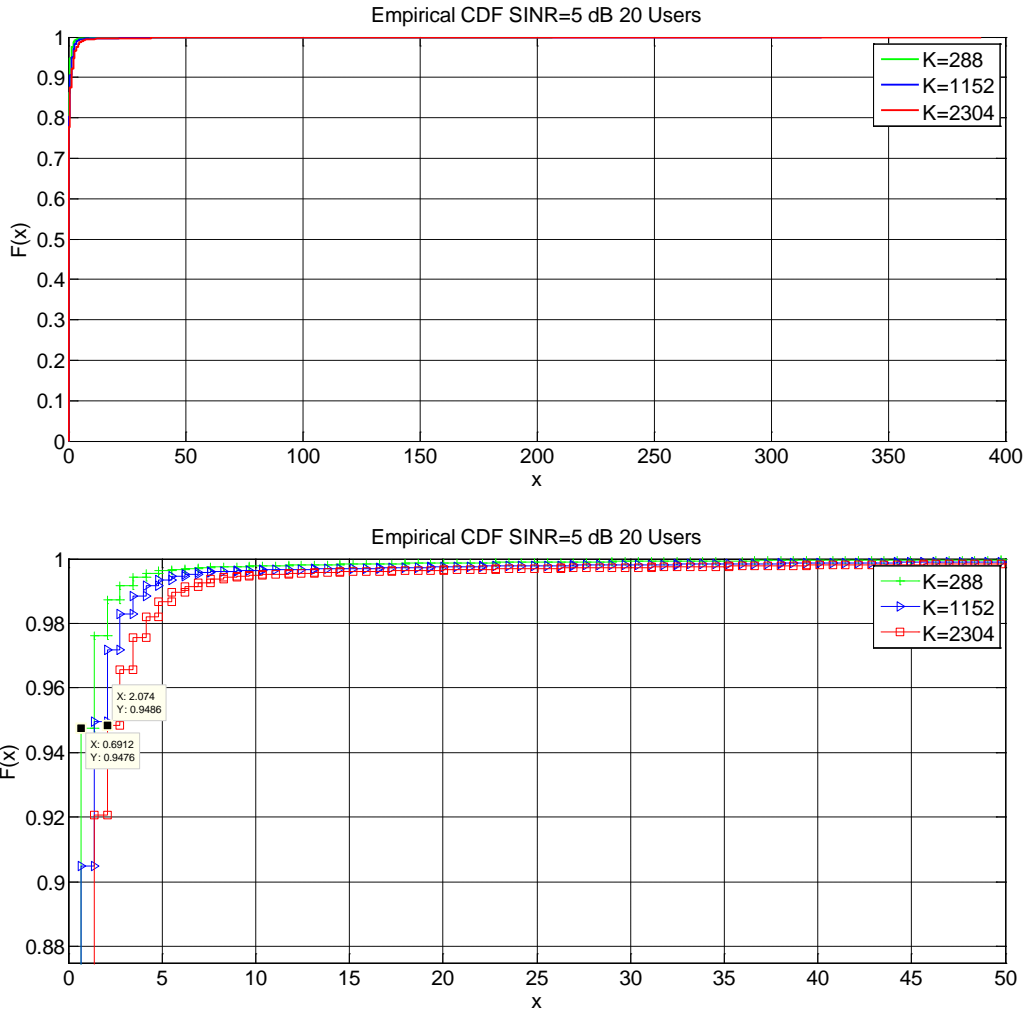 Empirical CDF SINR=5 dB 20 Users
1
0.9
0.8
0.7
0.6
0.5
0.4
0.3
0.2
0.1
0
F(x)
K=288
K=1152
K=2304
0 50 100 150 200 250 300 350 400
x
Empirical CDF SINR=5 dB 20 Users
1
0.98
0.96
0.94
0.92
0.9
0.88
F(x)
K=288
K=1152
K=2304
X: 2.074
Y: 0.9486
X: 0.6912
Y: 0.9476
0 5 10 15 20 25 30 35 40 45 50
x